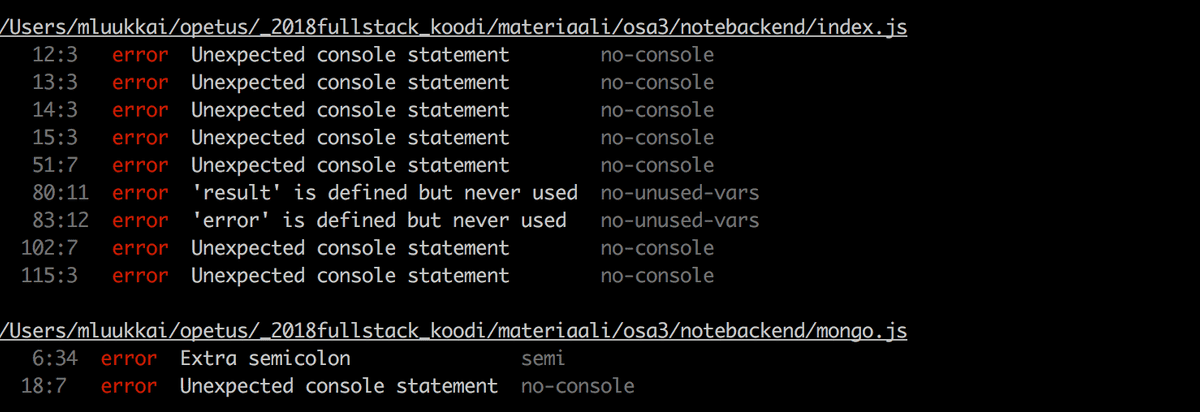 /Users/mluukkai/opetus/_2018fullstack_koodi/materiaali/osa3/notebackend/index.js
12:3 error Unexpected console statement no-console
13:3 error Unexpected console statement no-console
14:3 error Unexpected console statement no-console
15:3 error Unexpected console statement no-console
51:7 error Unexpected console statement no-console
80:11 error 'result' is defined but never used no-unused-vars
83:12 error 'error' is defined but never used no-unused-vars
102:7 error Unexpected console statement no-console
115:3 error Unexpected console statement no-console
/Users/mluukkai/opetus/_2018fullstack_koodi/materiaali/osa3/notebackend/mongo.js
6:34 error Extra semicolon semi
18:7 error Unexpected console statement no-console